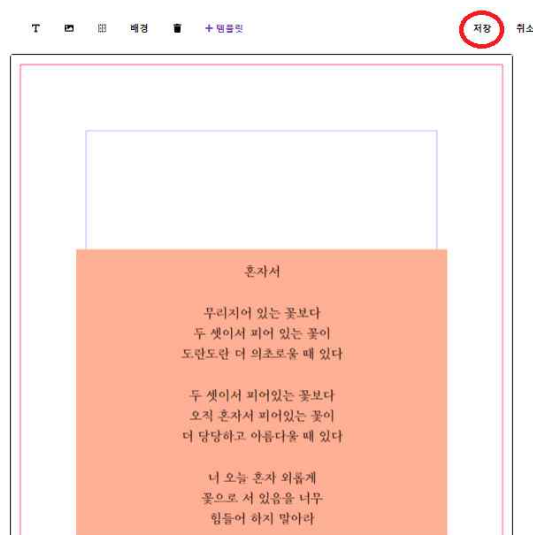 T 배경 + 템플릿 저장 취소
혼자서
무리지어 있는 꽃보다
두 셋이서 피어 있는 꽃이
도란도란 더 의초로울 때 있다
두 셋이서 피어있는 꽃보다
오직 혼자서 피어있는 꽃이
더 당당하고 아름다울 때 있다
너 오늘 혼자 외롭게
꽃으로 서 있음을 너무
힘들어 하지 말아라